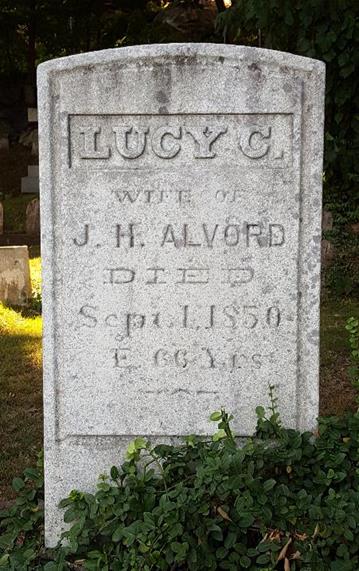 LUCY C.
WIFE OF
J. H. ALVORD
DIED
Sept. 1, 1850
Æ 66 Yrs